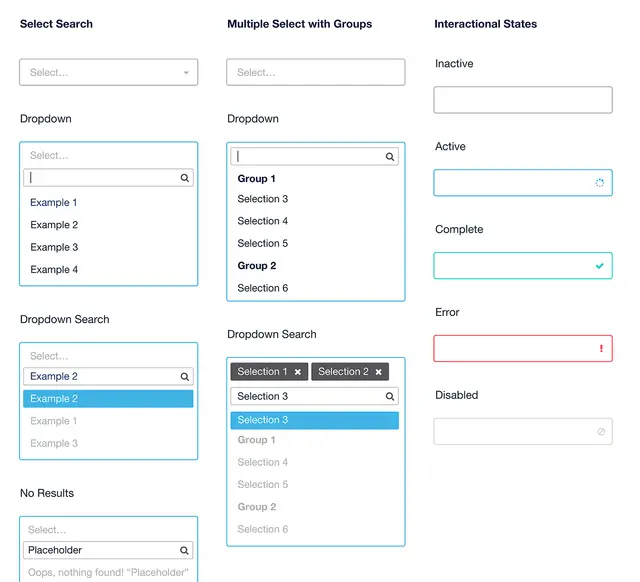 Select Search
Select...
Dropdown
Select...
Example 1
Example 2
Example 3
Example 4
Dropdown Search
Select...
Example 2
Example 2
Example 1
Example 3
No Results
Select...
Placeholder
Oops, nothing found! “Placeholder”
Multiple Select with Groups
Select...
Dropdown
Group 1
Selection 3
Selection 4
Selection 5
Group 2
Selection 6
Dropdown Search
Selection 1 × Selection 2 ×
Selection 3
Selection 3
Group 1
Selection 4
Selection 5
Group 2
Selection 6
Interactional States
Inactive
Active
Complete
Error
!
Disabled